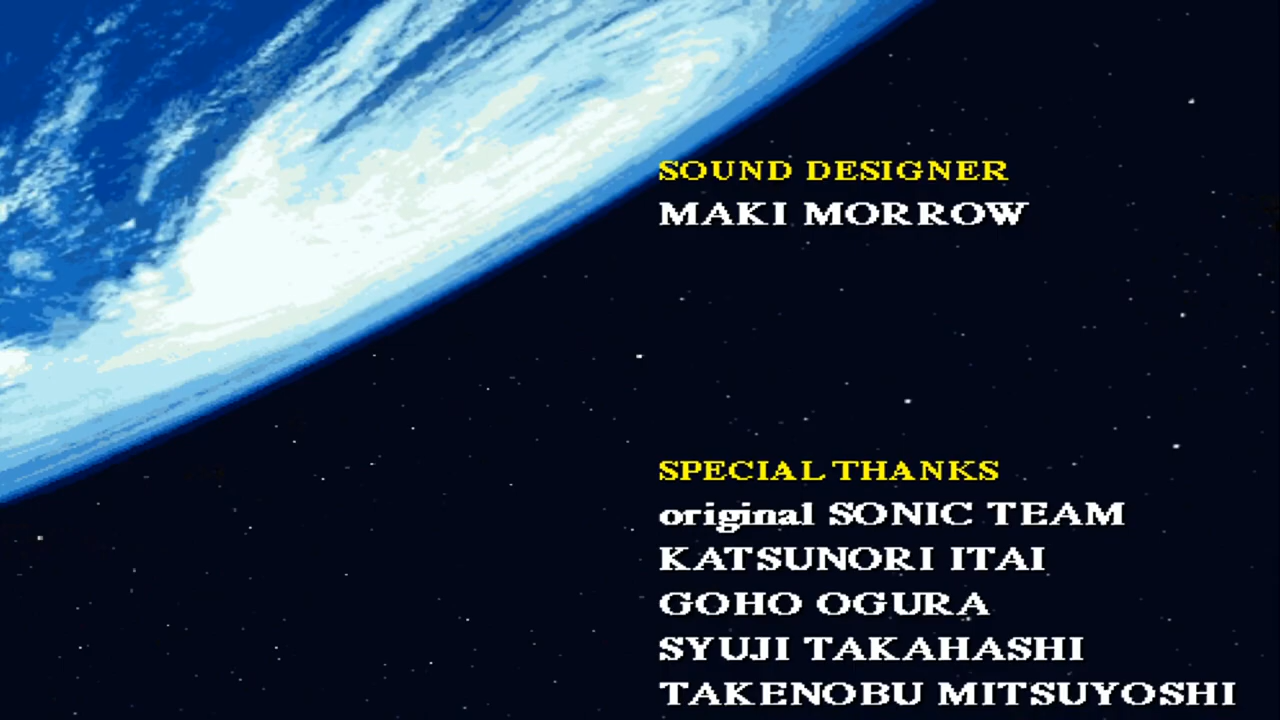 SOUND DESIGNER
MAKI MORROW
SPECIAL THANKS
original SONIC TEAM
KATSUNORI ITAI
GOHO OGURA
SYUJI TAKAHASHI
TAKENOBU MITSUYOSHI